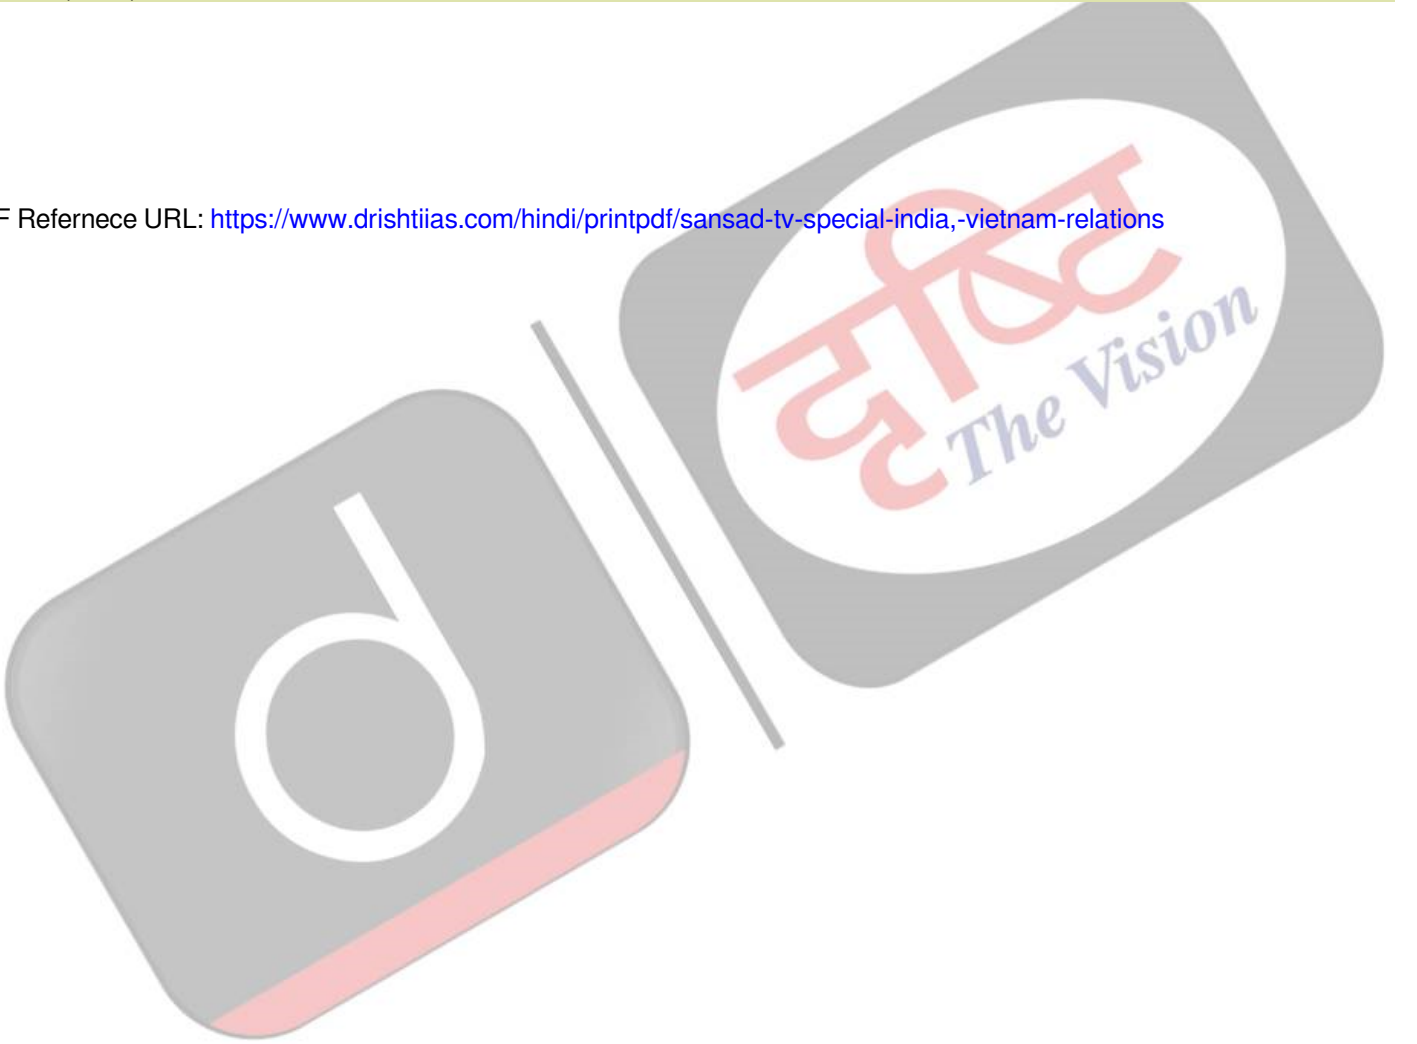 F Refernece URL: https://www.drishtiias.com/hindi/printpdf/sansad-tv-special-india,-vietnam-relations
दृष्टि
The Vision